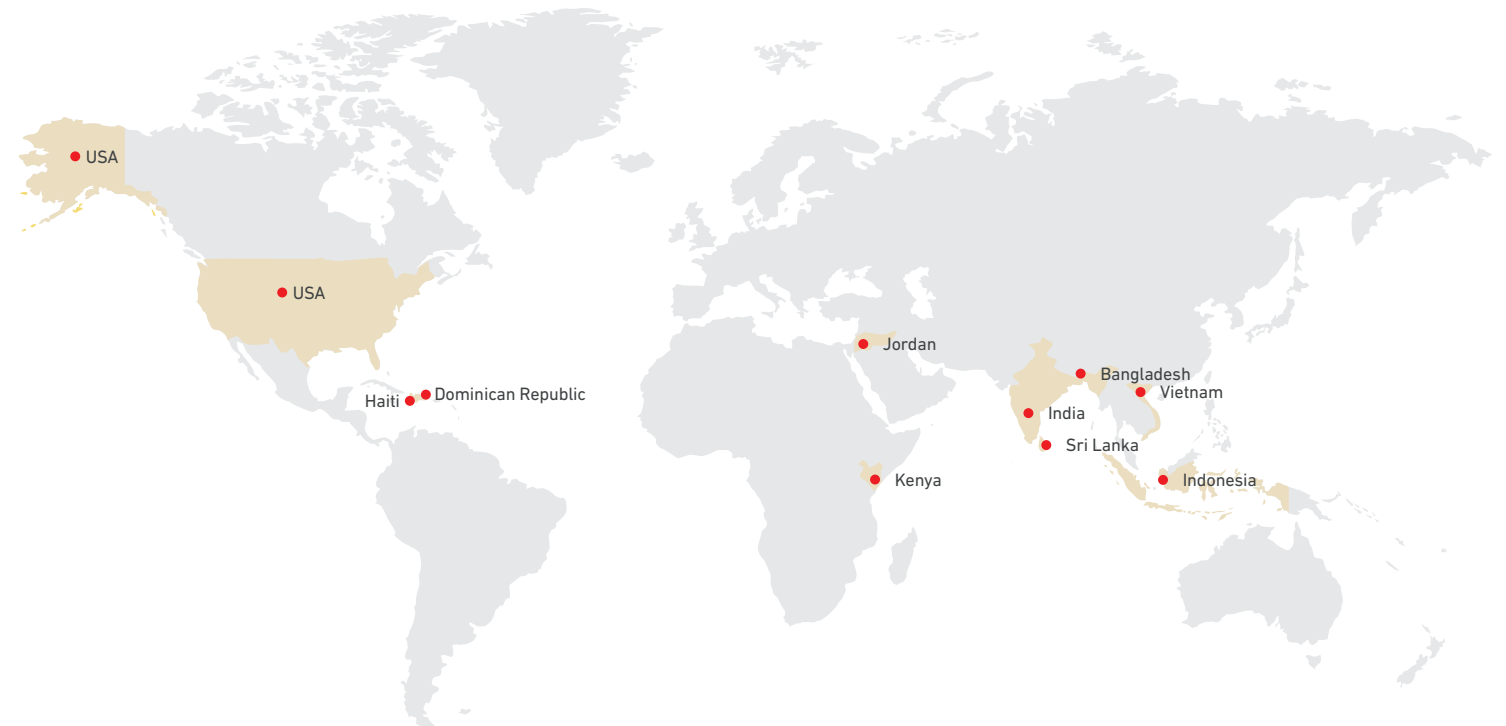 USA
USA
Jordan
Bangladesh
Vietnam
Haiti
Dominican Republic
India
Sri Lanka
Kenya
Indonesia